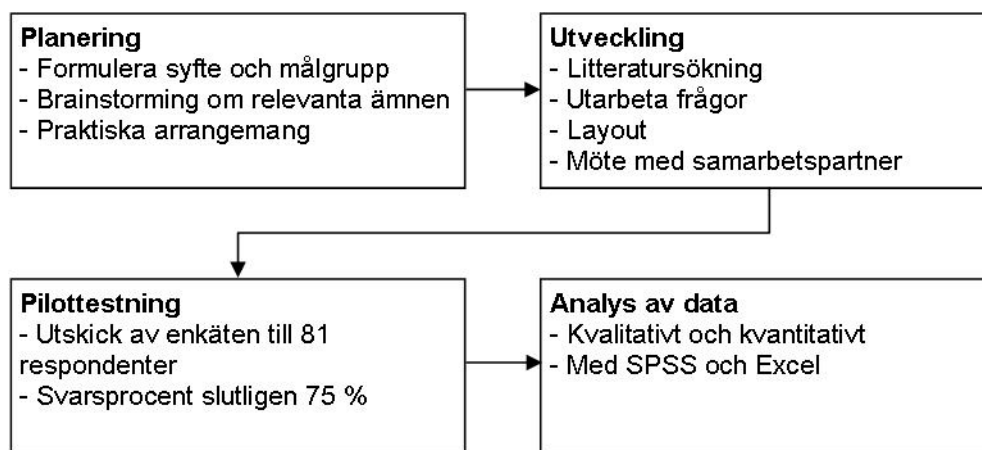 Planering
- Formulera syfte och målgrupp
- Brainstorming om relevanta ämnen
- Praktiska arrangemang
Utveckling
- Litteratursökning
- Utarbeta frågor
- Layout
- Möte med samarbetspartner
Pilottestning
- Utskick av enkäten till 81
respondenter
- Svarsprocent slutligen 75 %
Analys av data
- Kvalitativt och kvantitativt
- Med SPSS och Excel